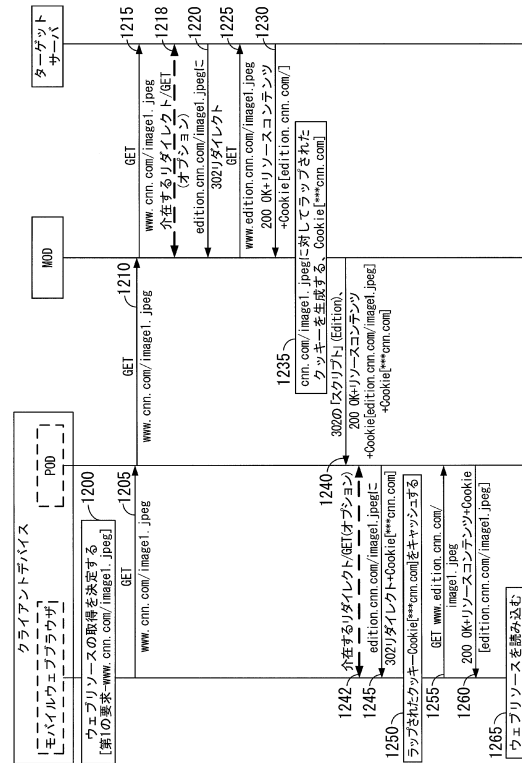 クライアントデバイス
モバイルウェブブラウザ
POD
MOD
ターゲット
サーバ
1200
ウェブリソースの取得を決定する
[第1の要求-www.cnn.com/image1.jpeg]
1205
GET
www.cnn.com/image1.jpeg
1210
GET
www.cnn.com/image1.jpeg
1215
GET
www.cnn.com/image1.jpeg
1218
介在するリダイレクト/GET
(オプション)
1220
edition.cnn.com/image1.jpegに
302リダイレクト
1225
GET
www.edition.cnn.com/image1.jpeg
1230
200 OK+リソースコンテンツ
+Cookie[edition.cnn.com/]
1235
cnn.com/image1.jpegに対してラップされた
クッキーを生成する、Cookie[***cnn.com]
1240
302の「スクリプト」(Edition)、
200 OK+リソースコンテンツ
+Cookie[edition.cnn.com/image1.jpeg]
+Cookie[***cnn.com]
1242
介在するリダイレクト/GET(オプション)
1245
edition.cnn.com/image1.jpegに
302リダイレクト+Cookie[***cnn.com]
1250
ラップされたクッキーCookie[***cnn.com]をキャッシュする
1255
GET www.edition.cnn.com/
image1.jpeg
1260
200 OK+リソースコンテンツ+Cookie
[edition.cnn.com/image1.jpeg]
1265
ウェブリソースを読み込む